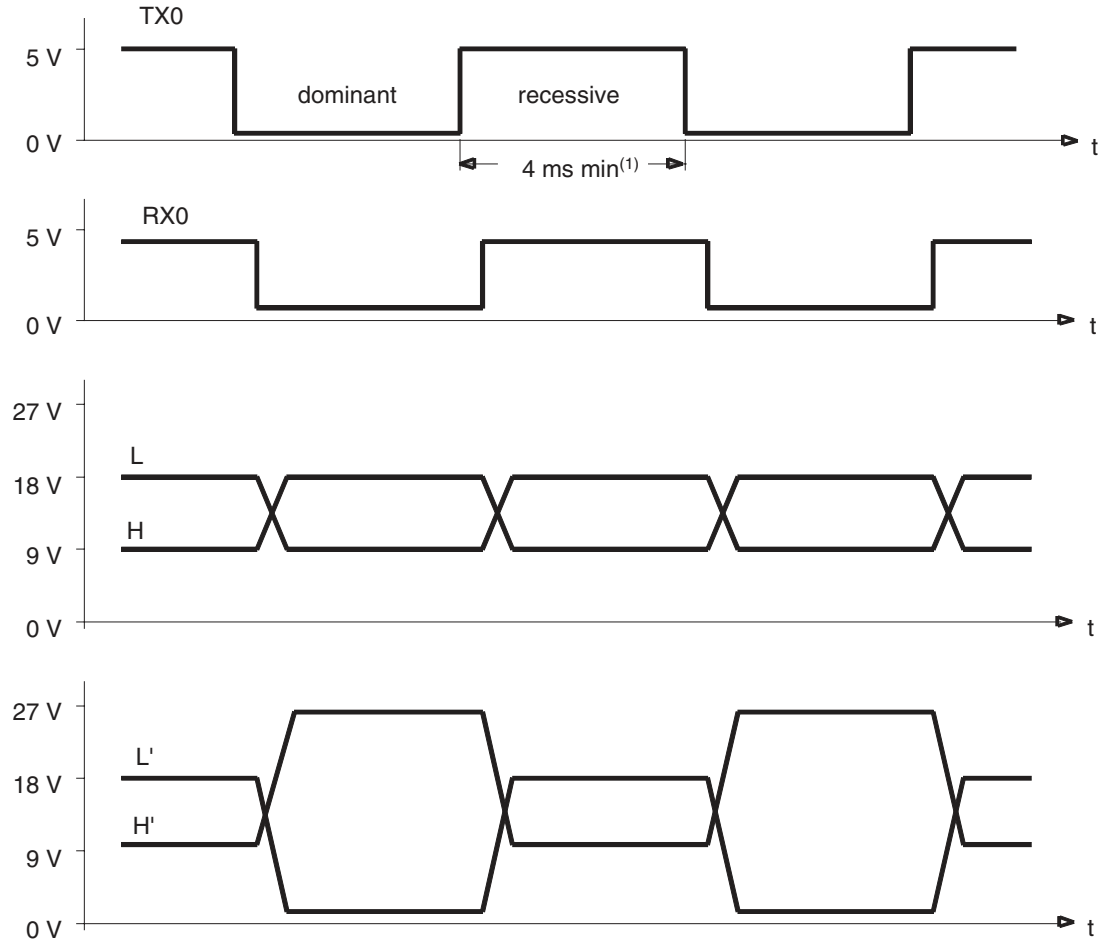 TX0
5 V
dominant
recessive
0 V
t
4 ms min(1)
RX0
5 V
0 V
t
27 V
L
18 V
H
9 V
0 V
t
27 V
L'
18 V
H'
9 V
0 V
t